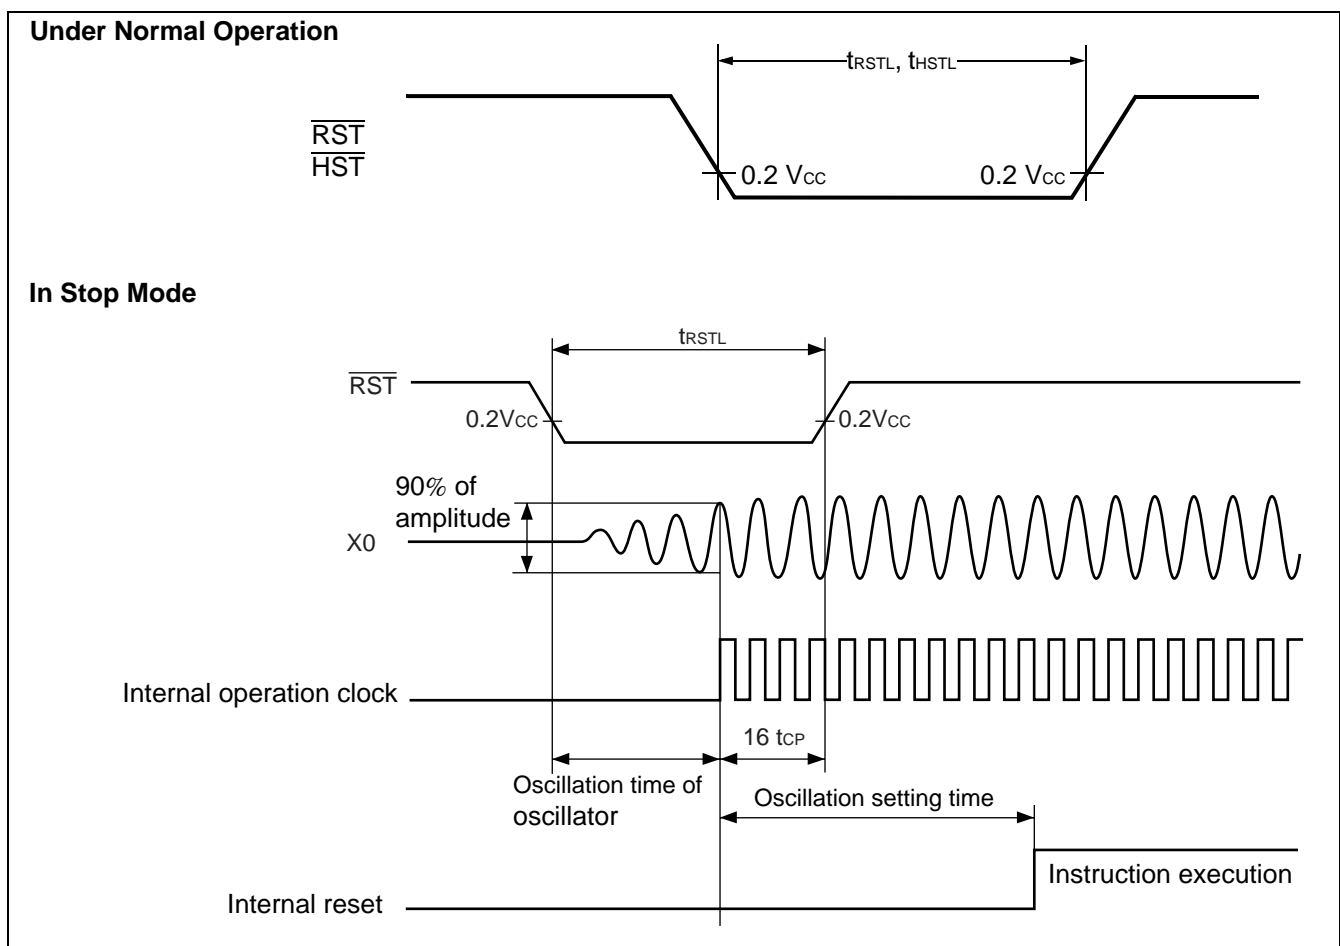 Under Normal Operation
tRSTL, tHSTL
RST
HST
0.2 VCC
0.2 VCC
In Stop Mode
tRSTL
RST
0.2VCC
0.2VCC
90% of
amplitude
X0
Internal operation clock
16 tCP
Oscillation time of
oscillator
Oscillation setting time
Instruction execution
Internal reset